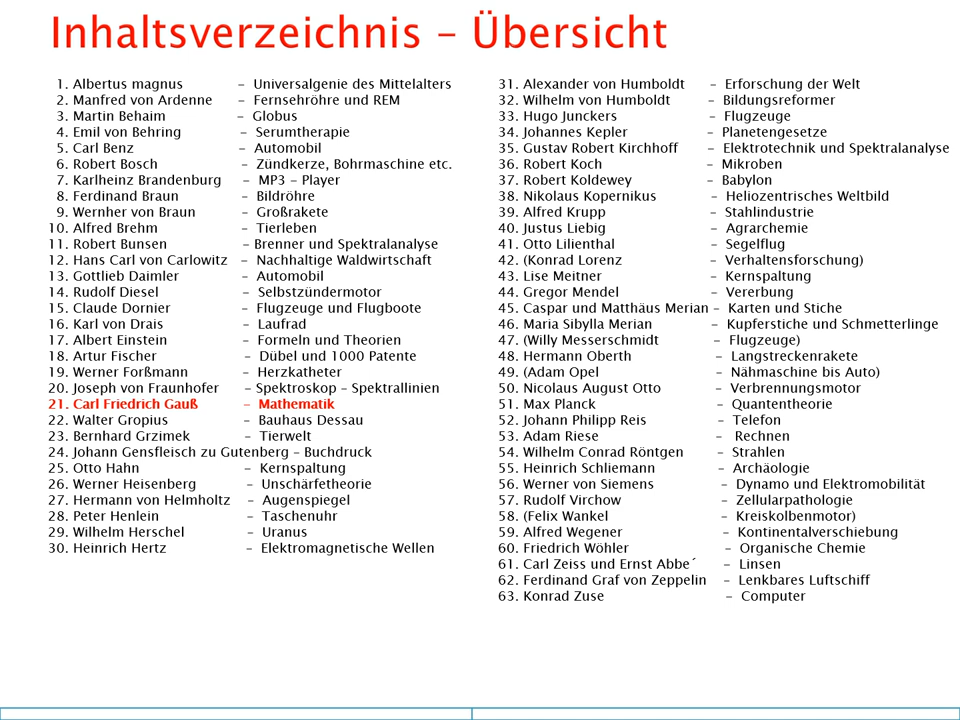 Inhaltsverzeichnis – Übersicht
1. Albertus magnus – Universalgenie des Mittelalters
2. Manfred von Ardenne – Fernsehröhre und REM
3. Martin Behaim – Globus
4. Emil von Behring – Serumtherapie
5. Carl Benz – Automobil
6. Robert Bosch – Zündkerze, Bohrmaschine etc.
7. Karlheinz Brandenburg – MP3 – Player
8. Ferdinand Braun – Bildröhre
9. Wernher von Braun – Großrakete
10. Alfred Brehm – Tierleben
11. Robert Bunsen – Brenner und Spektralanalyse
12. Hans Carl von Carlowitz – Nachhaltige Waldwirtschaft
13. Gottlieb Daimler – Automobil
14. Rudolf Diesel – Selbstzündermotor
15. Claude Dornier – Flugzeuge und Flugboote
16. Karl von Drais – Laufrad
17. Albert Einstein – Formeln und Theorien
18. Artur Fischer – Dübel und 1000 Patente
19. Werner Forßmann – Herzkatheter
20. Joseph von Fraunhofer – Spektroskop – Spektrallinien
21. Carl Friedrich Gauß – Mathematik
22. Walter Gropius – Bauhaus Dessau
23. Bernhard Grzimek – Tierwelt
24. Johann Gensfleisch zu Gutenberg – Buchdruck
25. Otto Hahn – Kernspaltung
26. Werner Heisenberg – Unschärfetheorie
27. Hermann von Helmholtz – Augenspiegel
28. Peter Henlein – Taschenuhr
29. Wilhelm Herschel – Uranus
30. Heinrich Hertz – Elektromagnetische Wellen
31. Alexander von Humboldt – Erforschung der Welt
32. Wilhelm von Humboldt – Bildungsreformer
33. Hugo Junckers – Flugzeuge
34. Johannes Kepler – Planetengesetze
35. Gustav Robert Kirchhoff – Elektrotechnik und Spektralanalyse
36. Robert Koch – Mikroben
37. Robert Koldewey – Babylon
38. Nikolaus Kopernikus – Heliozentrisches Weltbild
39. Alfred Krupp – Stahlindustrie
40. Justus Liebig – Agrarchemie
41. Otto Lilienthal – Segelflug
42. (Konrad Lorenz – Verhaltensforschung)
43. Lise Meitner – Kernspaltung
44. Gregor Mendel – Vererbung
45. Caspar und Matthäus Merian – Karten und Stiche
46. Maria Sibylla Merian – Kupferstiche und Schmetterlinge
47. (Willy Messerschmidt – Flugzeuge)
48. Hermann Oberth – Langstreckenrakete
49. (Adam Opel – Nähmaschine bis Auto)
50. Nicolaus August Otto – Verbrennungsmotor
51. Max Planck – Quantentheorie
52. Johann Philipp Reis – Telefon
53. Adam Riese – Rechnen
54. Wilhelm Conrad Röntgen – Strahlen
55. Heinrich Schliemann – Archäologie
56. Werner von Siemens – Dynamo und Elektromobilität
57. Rudolf Virchow – Zellularpathologie
58. (Felix Wankel – Kreiskolbenmotor)
59. Alfred Wegener – Kontinentalverschiebung
60. Friedrich Wöhler – Organische Chemie
61. Carl Zeiss und Ernst Abbe´ – Linsen
62. Ferdinand Graf von Zeppelin – Lenkbares Luftschiff
63. Konrad Zuse – Computer